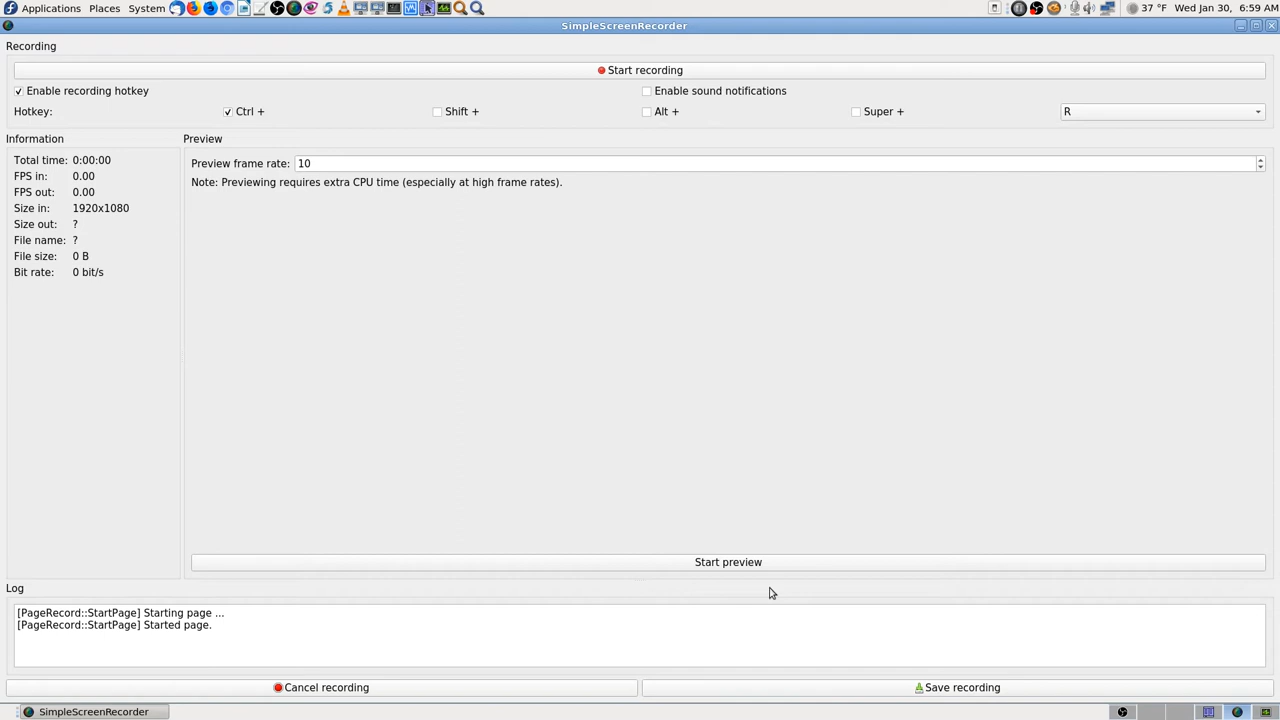 Applications Places System 37 °F Wed Jan 30, 6:59 AM
SimpleScreenRecorder
Recording
Start recording
Enable recording hotkey Enable sound notifications
Hotkey: Ctrl + Shift + Alt + Super + R
Information Preview
Total time: 0:00:00
Preview frame rate: 10
FPS in: 0.00
Note: Previewing requires extra CPU time (especially at high frame rates).
FPS out: 0.00
Size in: 1920x1080
Size out: ?
File name: ?
File size: 0 B
Bit rate: 0 bit/s
Start preview
Log
[PageRecord::StartPage] Starting page ...
[PageRecord::StartPage] Started page.
Cancel recording Save recording
SimpleScreenRecorder